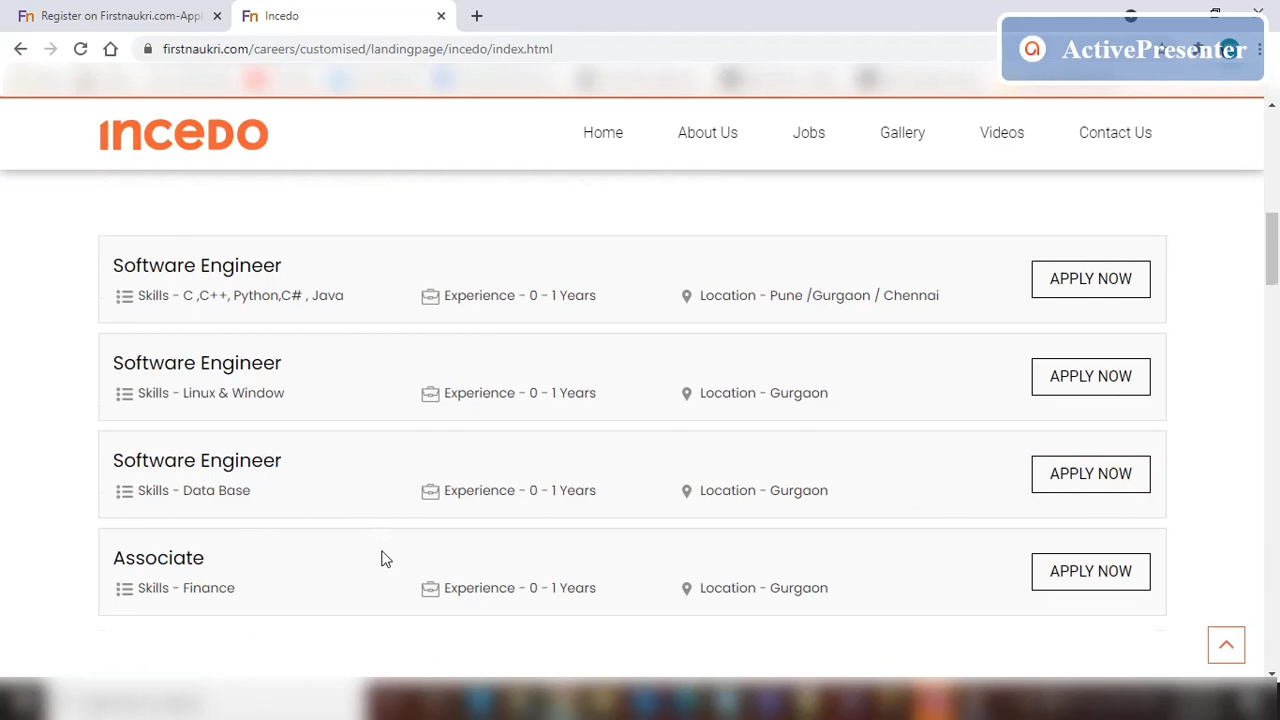 Register on Firstnaukri.com-Appl
Incedo
firstnaukri.com/careers/customised/landingpage/incedo/index.html
ActivePresenter
INCEDO
Home
About Us
Jobs
Gallery
Videos
Contact Us
Software Engineer
Skills - C ,C++, Python,C# , Java
Experience - 0 - 1 Years
Location - Pune /Gurgaon / Chennai
APPLY NOW
Software Engineer
Skills - Linux & Window
Experience - 0 - 1 Years
Location - Gurgaon
APPLY NOW
Software Engineer
Skills - Data Base
Experience - 0 - 1 Years
Location - Gurgaon
APPLY NOW
Associate
Skills - Finance
Experience - 0 - 1 Years
Location - Gurgaon
APPLY NOW